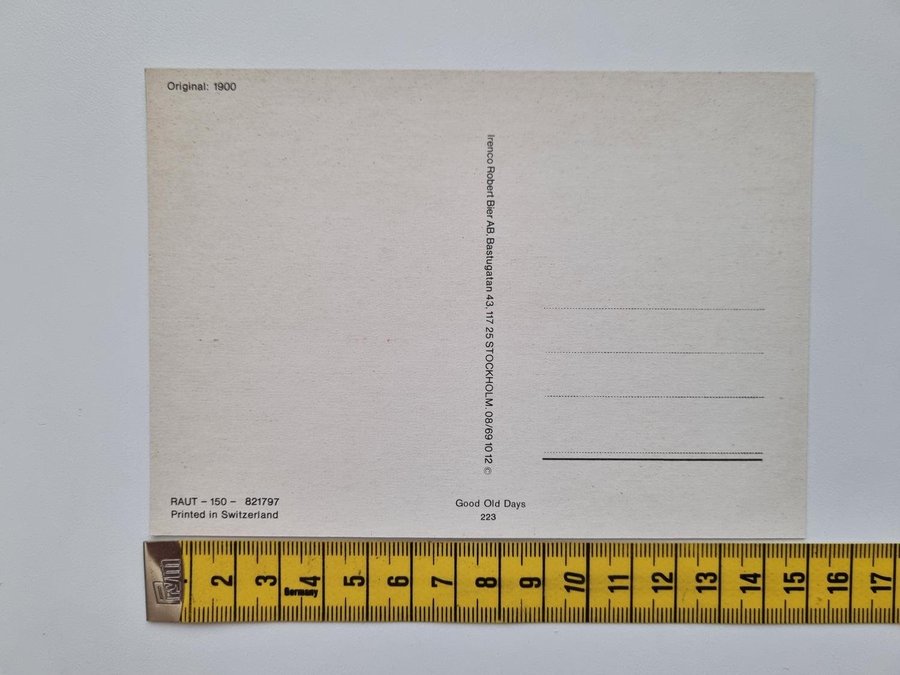 Original: 1900
Irenco Robert Bier AB, Bastugatan 43, 117 25 STOCKHOLM. 08/69 10 12 ©
RAUT – 150 – 821797
Printed in Switzerland
Good Old Days
223
Prym
2 3 4 5 6 7 8 9 10 11 12 13 14 15 16 17
Germany